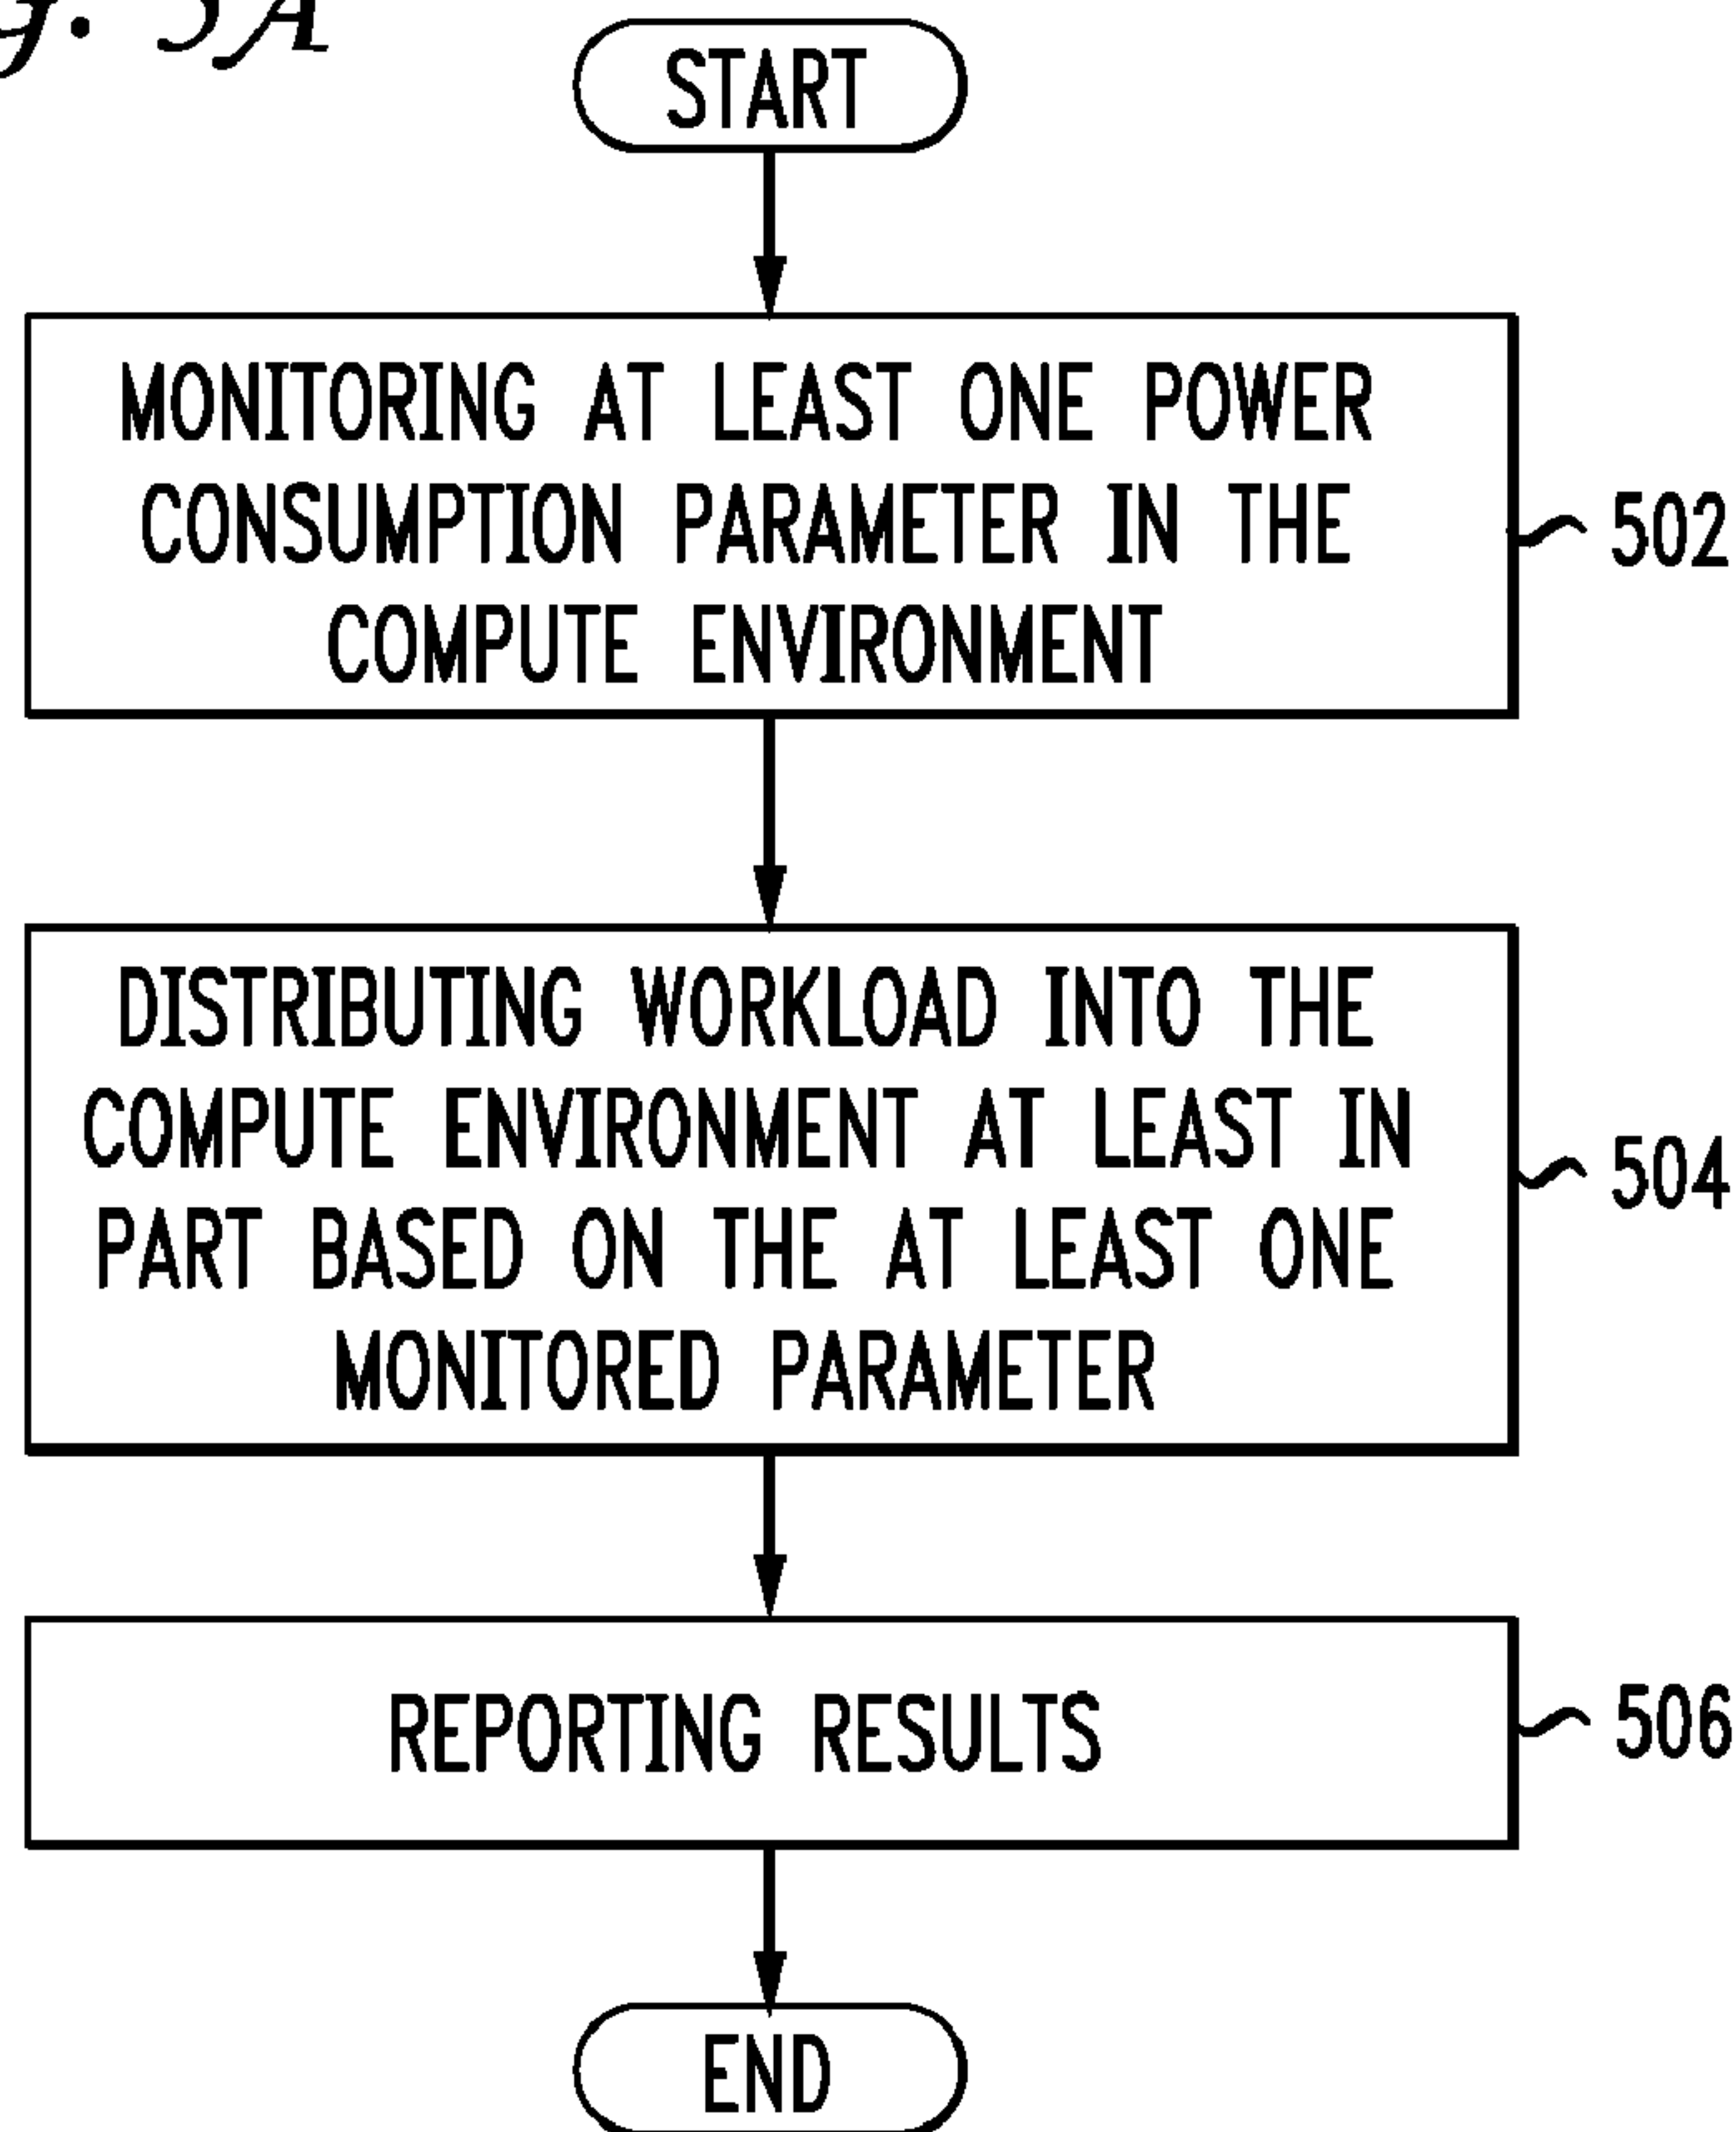 5A
START
MONITORING AT LEAST ONE POWER
CONSUMPTION PARAMETER IN THE
COMPUTE ENVIRONMENT
502
DISTRIBUTING WORKLOAD INTO THE
COMPUTE ENVIRONMENT AT LEAST IN
PART BASED ON THE AT LEAST ONE
MONITORED PARAMETER
504
REPORTING RESULTS
506
END